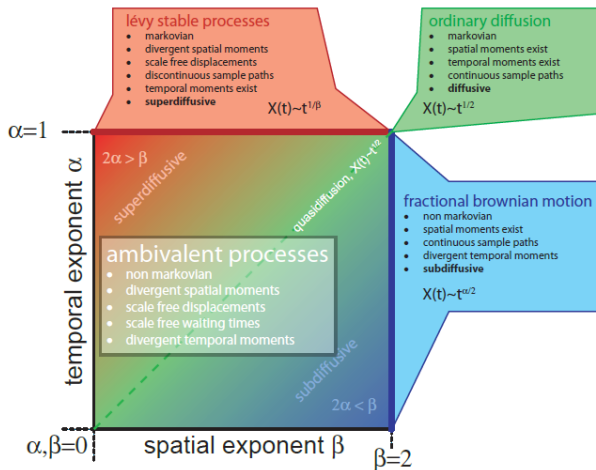 lévy stable processes
• markovian
• divergent spatial moments
• scale free displacements
• discontinuous sample paths
• temporal moments exist
• superdiffusive
X(t)~t^{1/β}
ordinary diffusion
• markovian
• spatial moments exist
• temporal moments exist
• continuous sample paths
• diffusive
X(t)~t^{1/2}
α=1
2α > β
superdiffusive
quasidiffusion, X(t)~t^{1/2}
fractional brownian motion
• non markovian
• spatial moments exist
• continuous sample paths
• divergent temporal moments
• subdiffusive
X(t)~t^{α/2}
temporal exponent α
ambivalent processes
• non markovian
• divergent spatial moments
• scale free displacements
• scale free waiting times
• divergent temporal moments
subdiffusive
2α < β
α,β=0
spatial exponent β
β=2